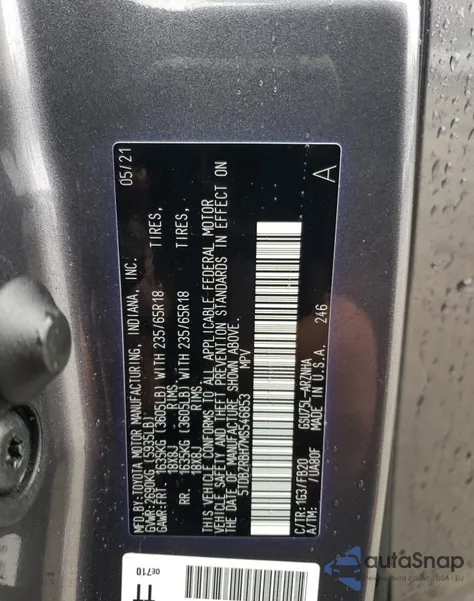 MFD.BY:TOYOTA MOTOR MANUFACTURING, INDIANA, INC. 05/21
GVWR: 2690KG (5935LB)
GAWR:FRT. 1635KG (3605LB) WITH 235/65R18 TIRES,
18X8J RIMS,
RR. 1635KG (3605LB) WITH 235/65R18 TIRES,
18X8J RIMS
THIS VEHICLE CONFORMS TO ALL APPLICABLE FEDERAL MOTOR
VEHICLE SAFETY AND THEFT PREVENTION STANDARDS IN EFFECT ON
THE DATE OF MANUFACTURE SHOWN ABOVE.
MPV
C/TR:1G3/FB20 GSU75L-ARZNHA A
A/TM: /UA80F MADE IN U.S.A. 246
0E710
autoSnap